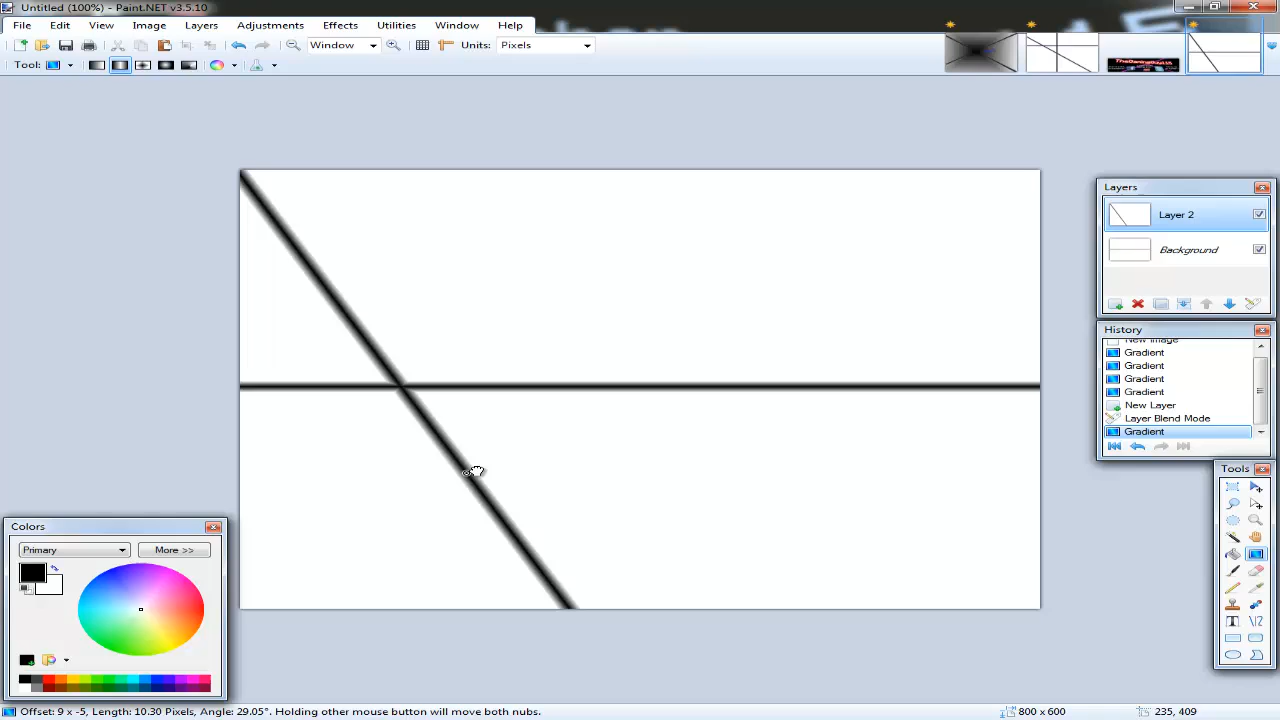 Untitled (100%) - Paint.NET v3.5.10
File Edit View Image Layers Adjustments Effects Utilities Window Help
Window Units: Pixels
Tool:
Layers
Layer 2
Background
History
New Image
Gradient
Gradient
Gradient
Gradient
New Layer
Layer Blend Mode
Gradient
Tools
Colors
Primary More >>
Offset: 9 x -5, Length: 10.30 Pixels, Angle: 29.05°. Holding other mouse button will move both nubs. 800 x 600 235, 409